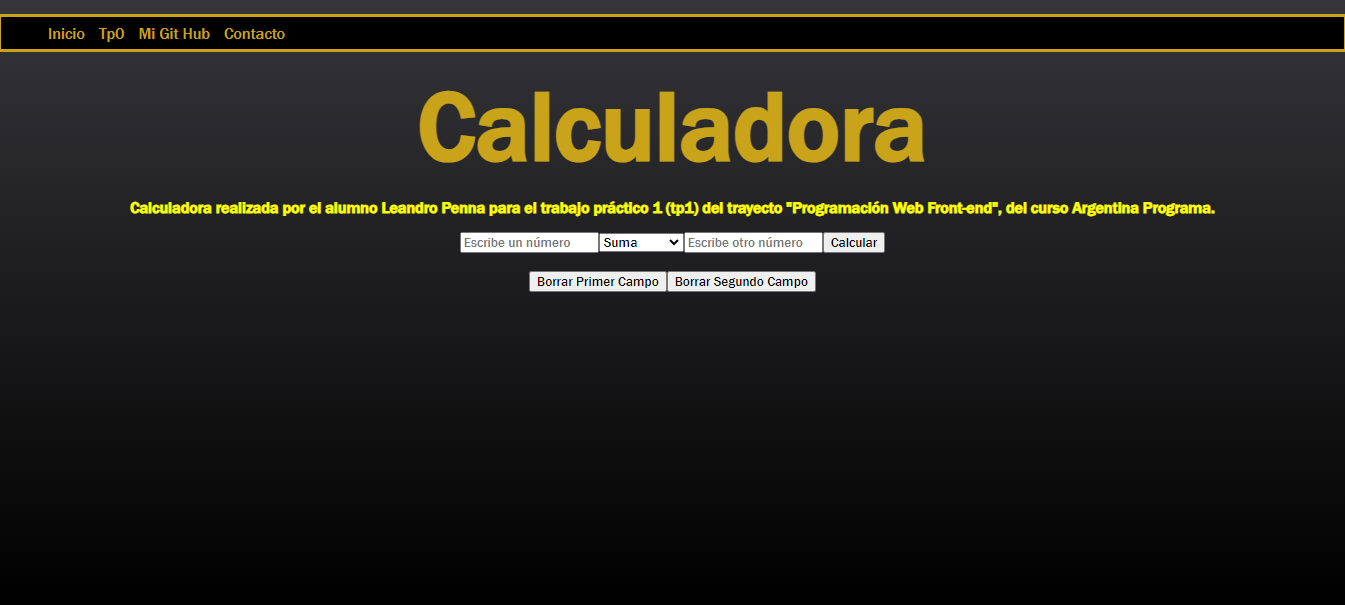 Inicio Tp0 Mi Git Hub Contacto
Calculadora
Calculadora realizada por el alumno Leandro Penna para el trabajo práctico 1 (tp1) del trayecto "Programación Web Front-end", del curso Argentina Programa.
Escribe un número Suma Escribe otro número Calcular
Borrar Primer Campo Borrar Segundo Campo